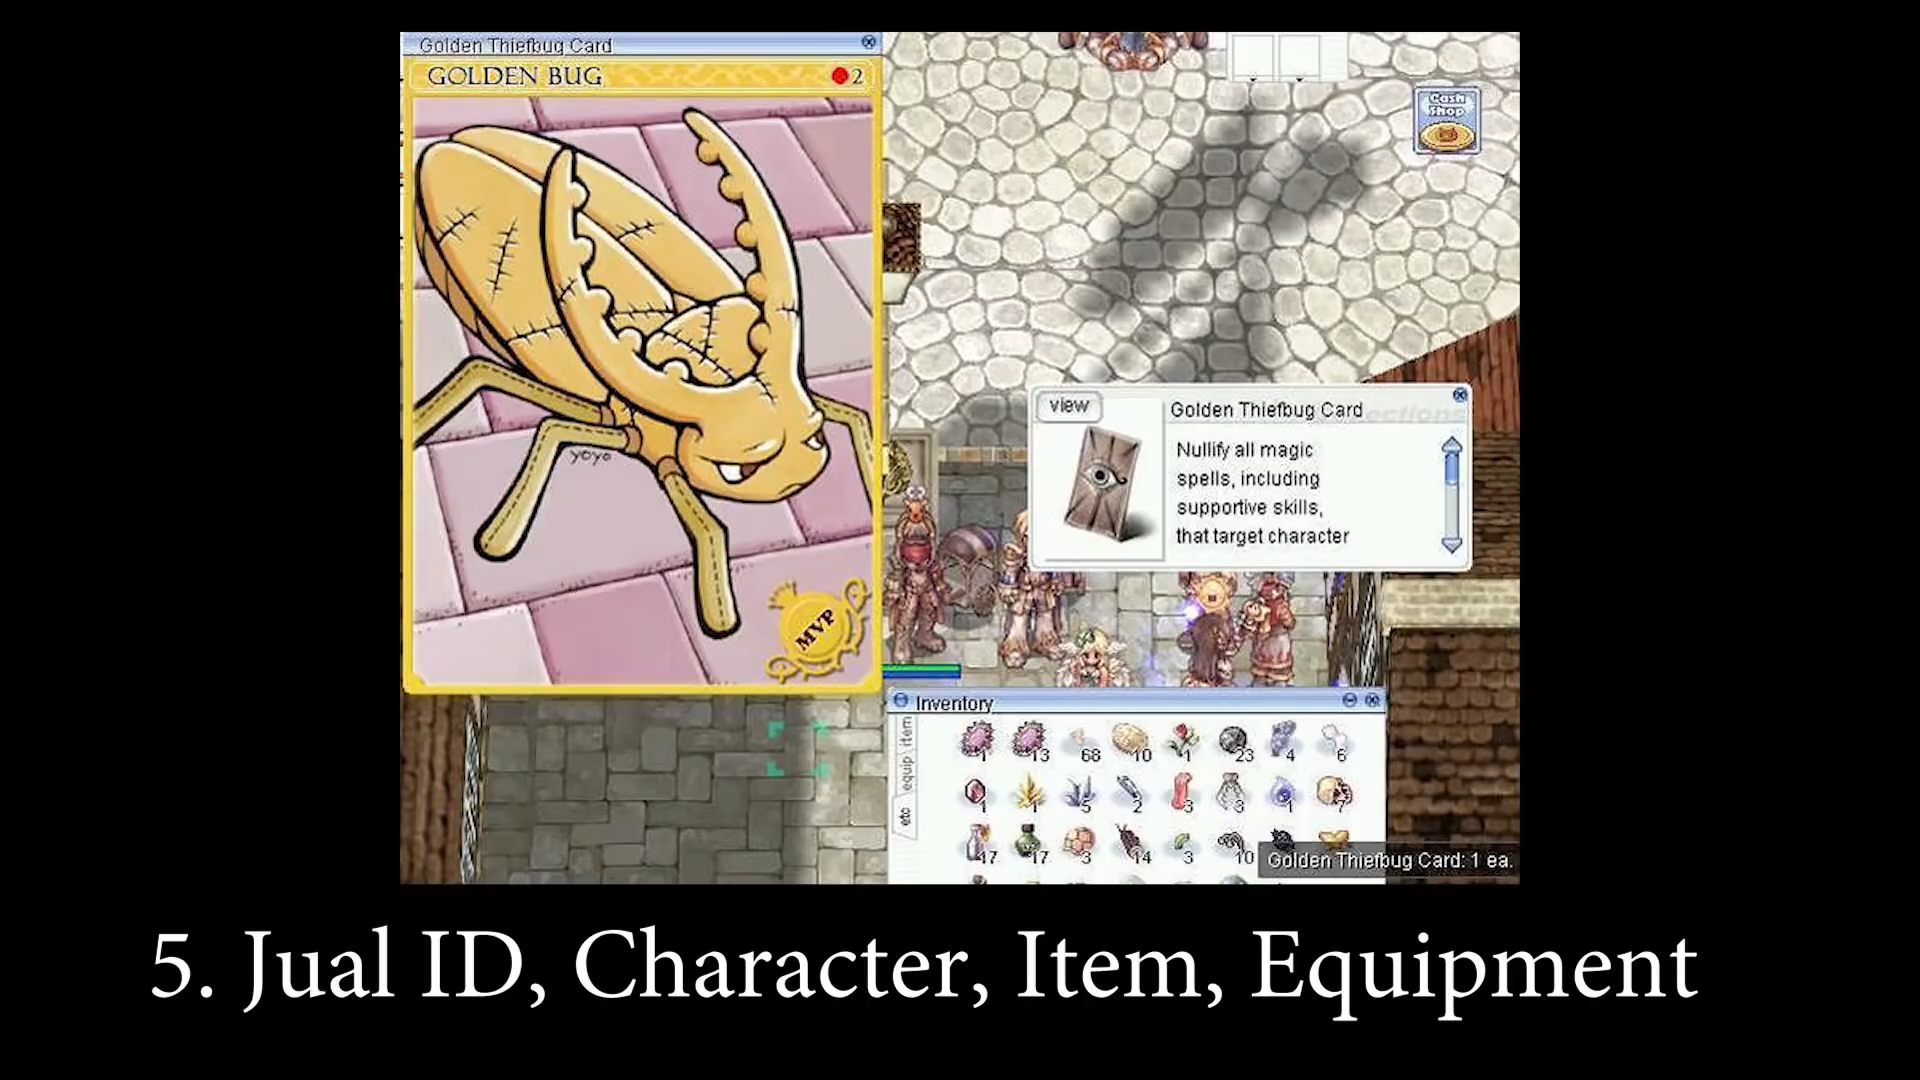 Golden Thiefbug Card
GOLDEN BUG
2
yoyo
MVP
Cash
Shop
view
Golden Thiefbug Card
Nullify all magic
spells, including
supportive skills,
that target character
Inventory
item
equip
etc
1 13 68 10 1 23 4 6
1 1 5 2 3 3 1 7
17 17 3 14 3 10
Golden Thiefbug Card: 1 ea.
5. Jual ID, Character, Item, Equipment